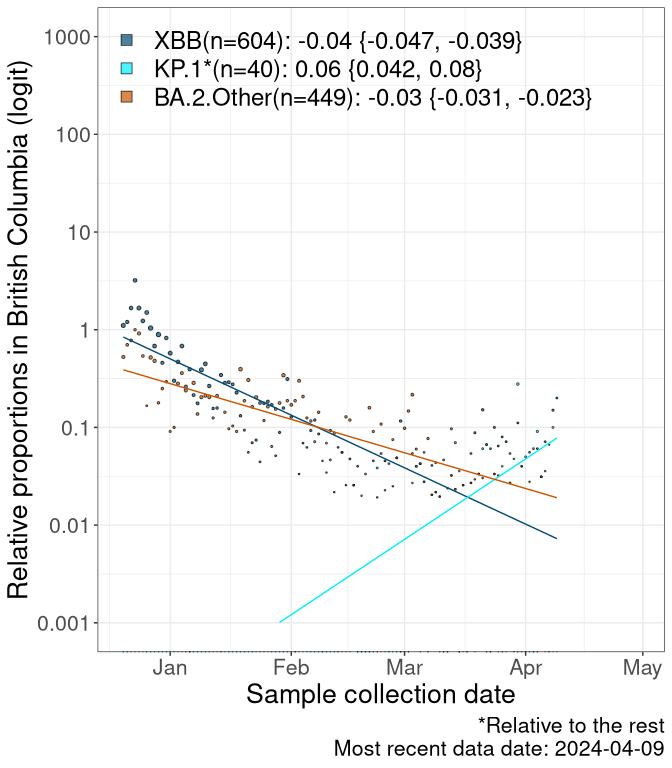 XBB(n=604): -0.04 {-0.047, -0.039}
KP.1*(n=40): 0.06 {0.042, 0.08}
BA.2.Other(n=449): -0.03 {-0.031, -0.023}
Relative proportions in British Columbia (logit)
1000
100
10
1
0.1
0.01
0.001
Jan Feb Mar Apr May
Sample collection date
*Relative to the rest
Most recent data date: 2024-04-09